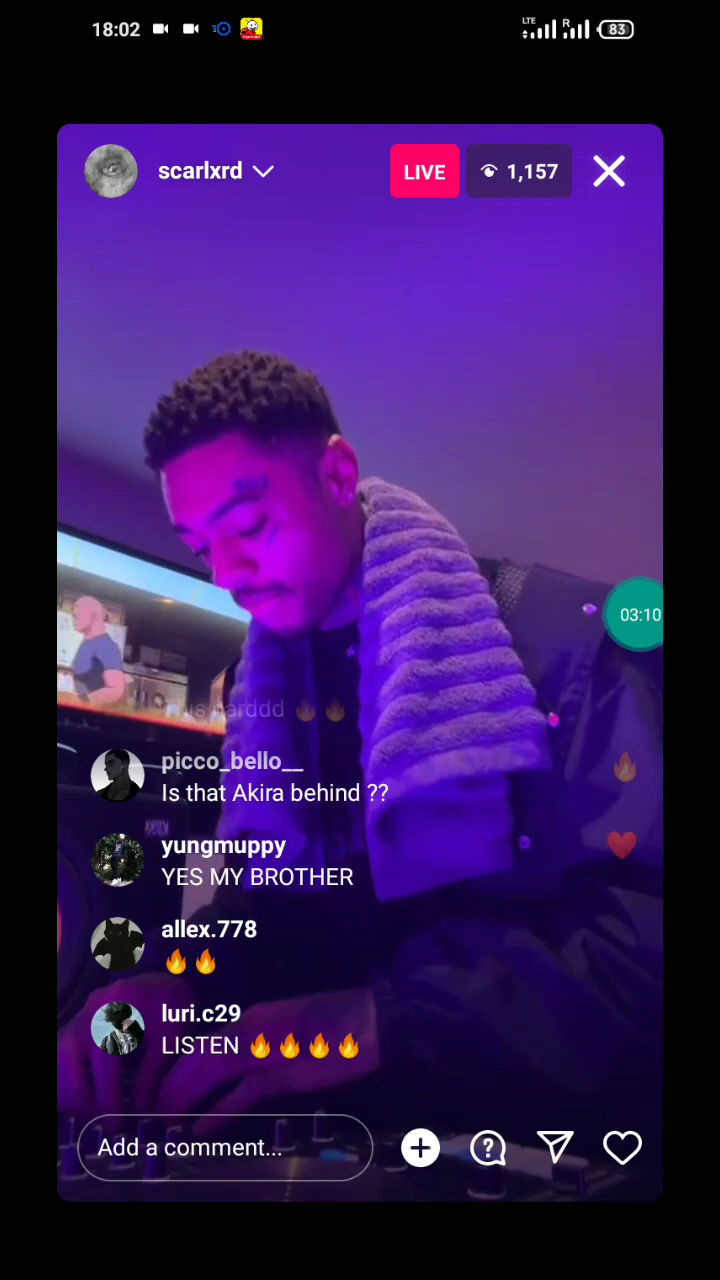 18:02
LTE
R
83
scarlxrd
LIVE
1,157
03:10
picco_bello__
Is that Akira behind ??
yungmuppy
YES MY BROTHER
allex.778
🔥🔥
luri.c29
LISTEN 🔥🔥🔥🔥
Add a comment...